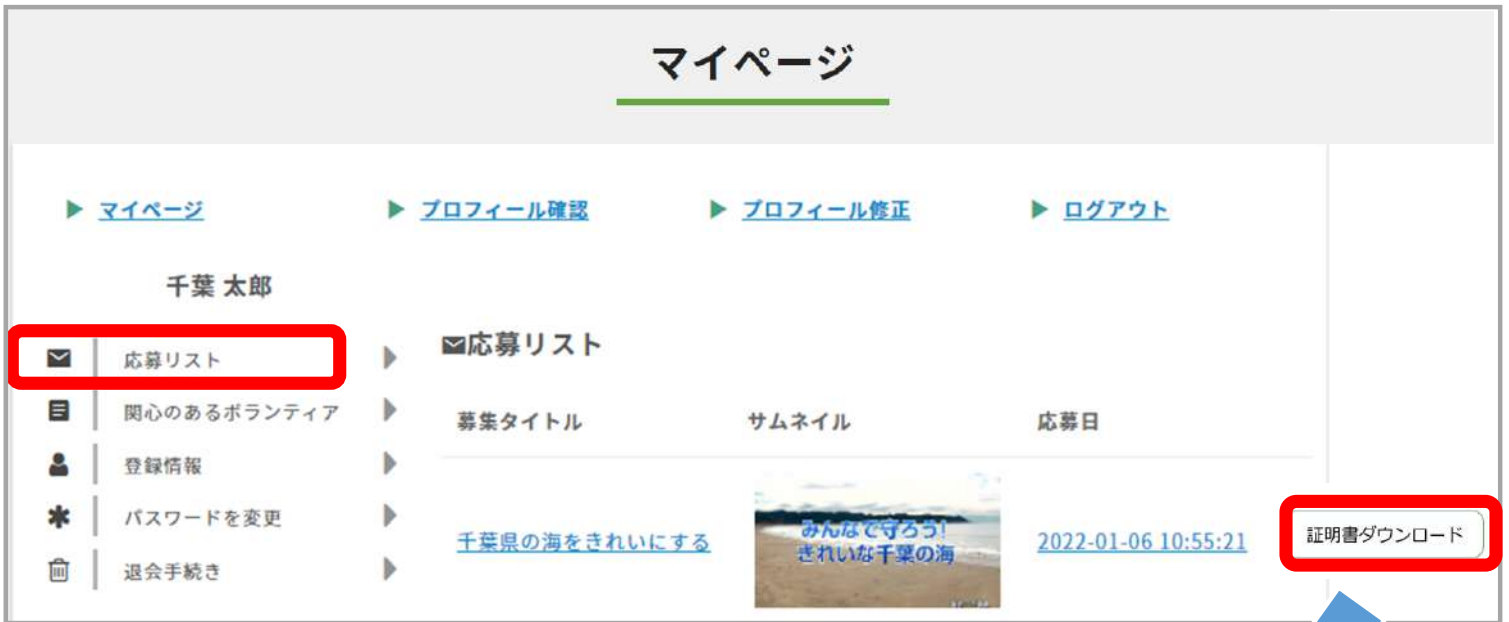 マイページ
マイページ
プロフィール確認
プロフィール修正
ログアウト
千葉 太郎
応募リスト
関心のあるボランティア
登録情報
パスワードを変更
退会手続き
応募リスト
募集タイトル
サムネイル
応募日
千葉県の海をきれいにする
みんなで守ろう!
きれいな千葉の海
2022-01-06 10:55:21
証明書ダウンロード